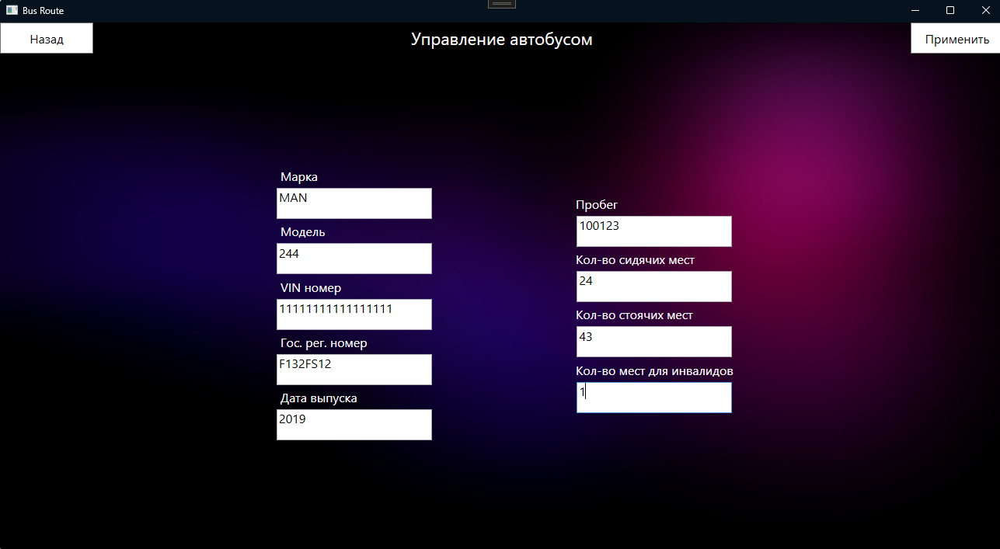 Bus Route
Назад
Управление автобусом
Применить
Марка
MAN
Модель
244
VIN номер
11111111111111111
Гос. рег. номер
F132FS12
Дата выпуска
2019
Пробег
100123
Кол-во сидячих мест
24
Кол-во стоячих мест
43
Кол-во мест для инвалидов
1